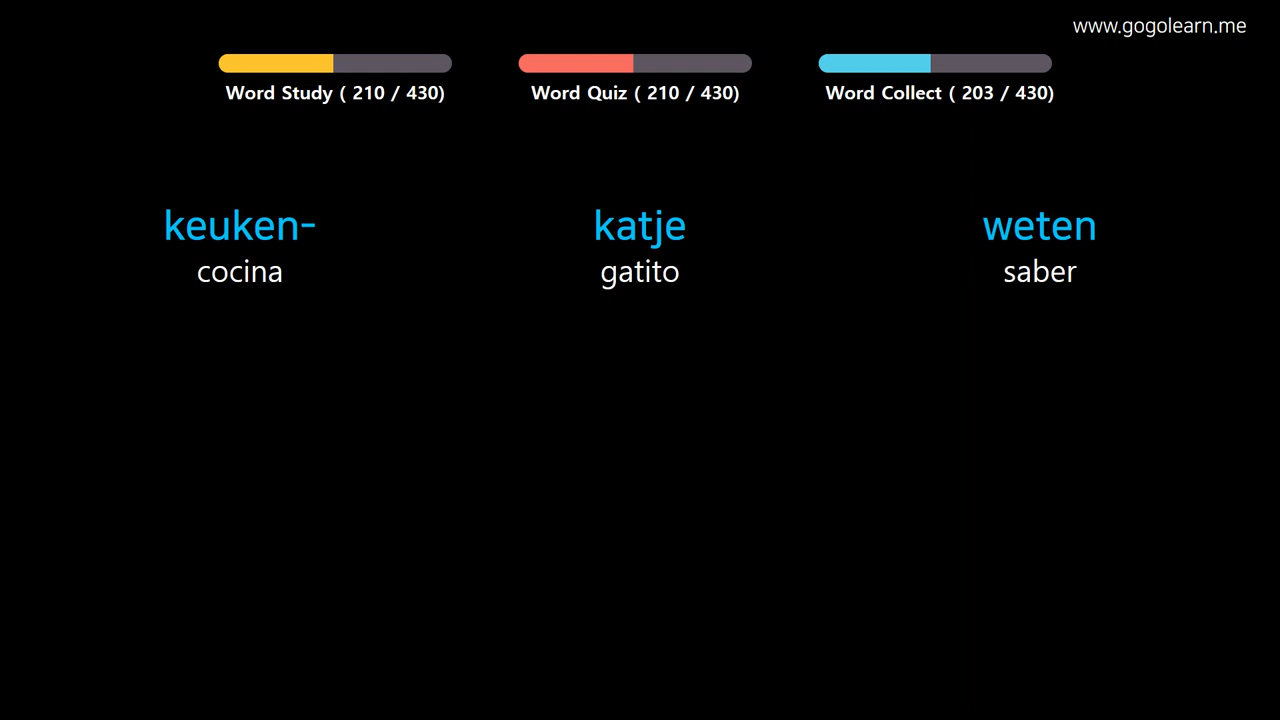 www.gogolearn.me
Word Study ( 210 / 430)
Word Quiz ( 210 / 430)
Word Collect ( 203 / 430)
keuken-
cocina
katje
gatito
weten
saber